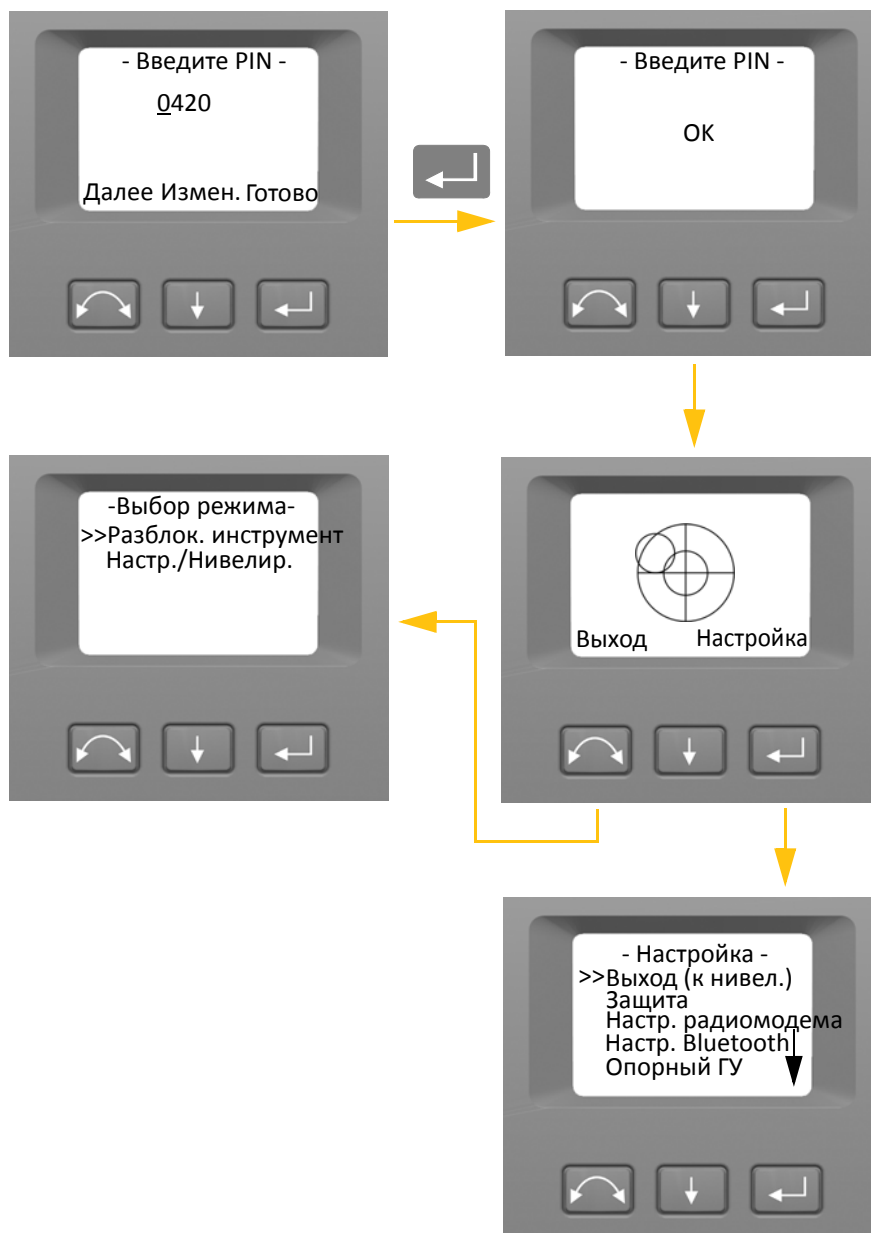 - Введите PIN -
0420
Далее Измен. Готово
- Введите PIN -
OK
-Выбор режима-
>>Разблок. инструмент
Настр./Нивелир.
Выход Настройка
- Настройка -
>>Выход (к нивел.)
Защита
Настр. радиомодема
Настр. Bluetooth
Опорный ГУ